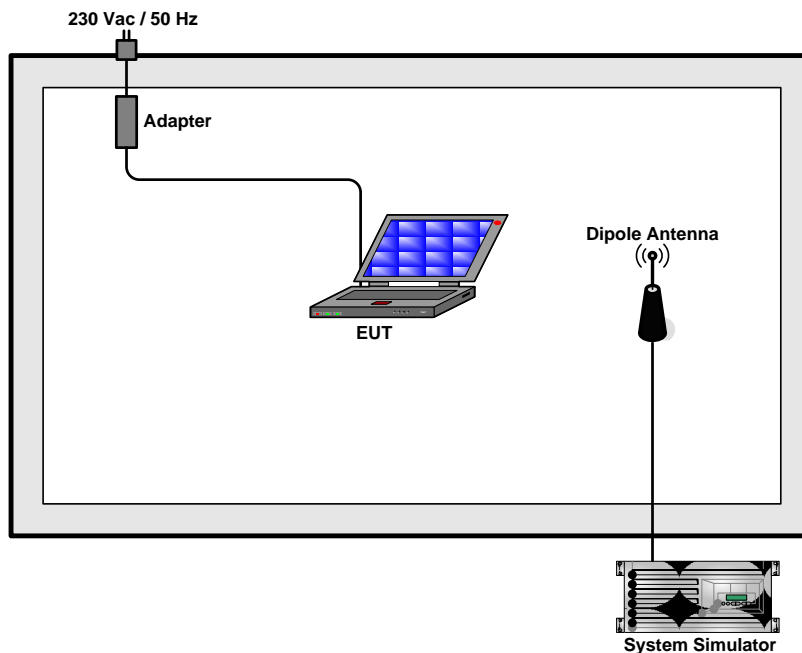 230 Vac / 50 Hz
Adapter
Dipole Antenna
EUT
System Simulator